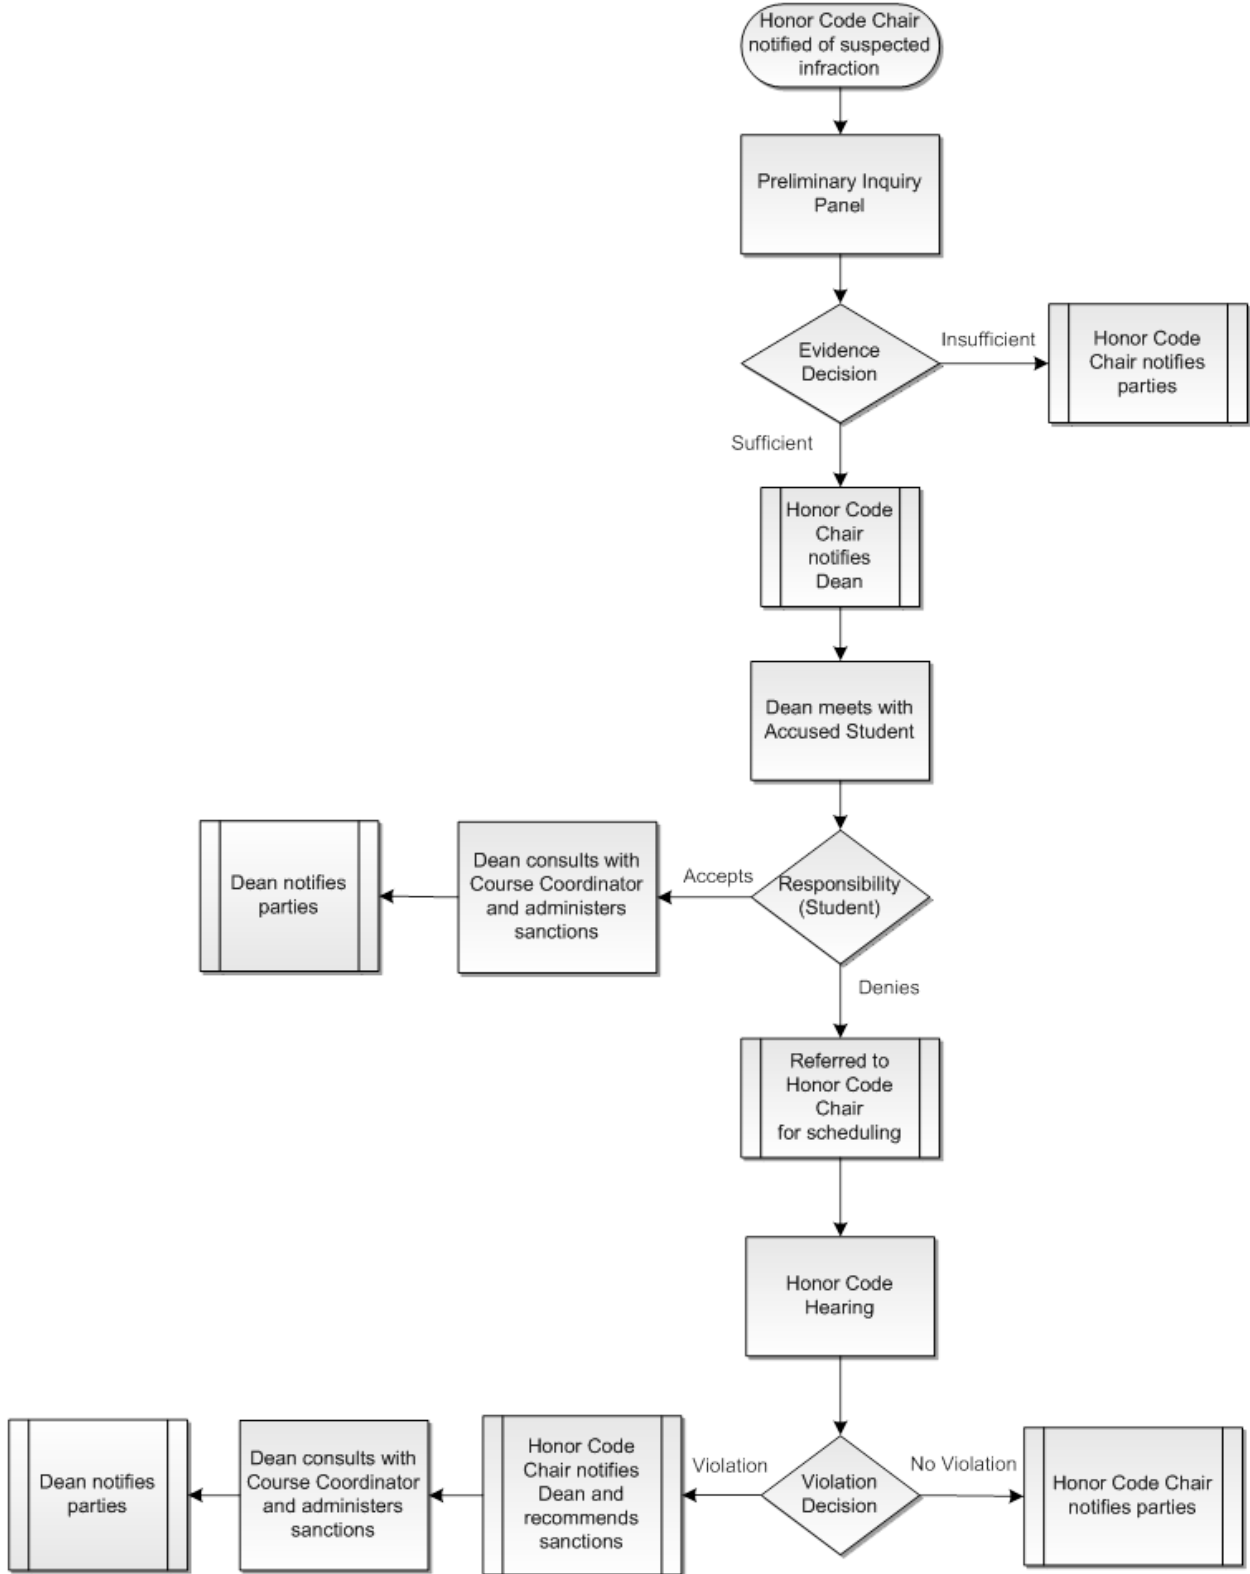 Honor Code Chair
notified of suspected
infraction
Preliminary Inquiry
Panel
Evidence
Decision
Insufficient
Honor Code
Chair notifies
parties
Sufficient
Honor Code
Chair
notifies
Dean
Dean meets with
Accused Student
Responsibility
(Student)
Accepts
Dean consults with
Course Coordinator
and administers
sanctions
Dean notifies
parties
Denies
Referred to
Honor Code
Chair
for scheduling
Honor Code
Hearing
Violation
Decision
Violation
Honor Code
Chair notifies
Dean and
recommends
sanctions
Dean consults with
Course Coordinator
and administers
sanctions
Dean notifies
parties
No Violation
Honor Code Chair
notifies parties